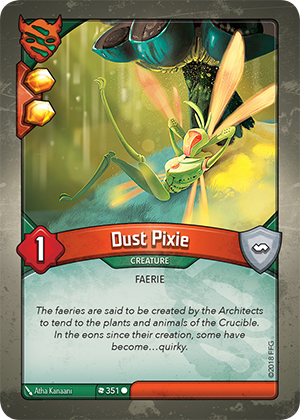 1
Dust Pixie
CREATURE
FAERIE
The faeries are said to be created by the Architects
to tend to the plants and animals of the Crucible.
In the eons since their creation, some have
become…quirky.
©2018 FFG
Atha Kanaani
351